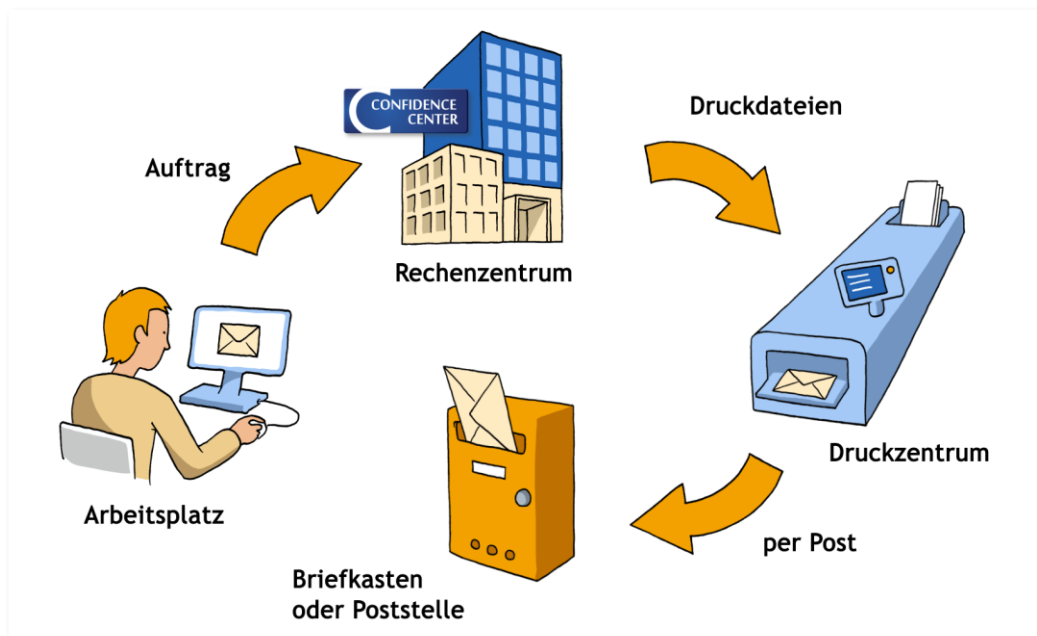 CONFIDENCE
CENTER
Druckdateien
Auftrag
Rechenzentrum
Druckzentrum
Arbeitsplatz
per Post
Briefkasten
oder Poststelle